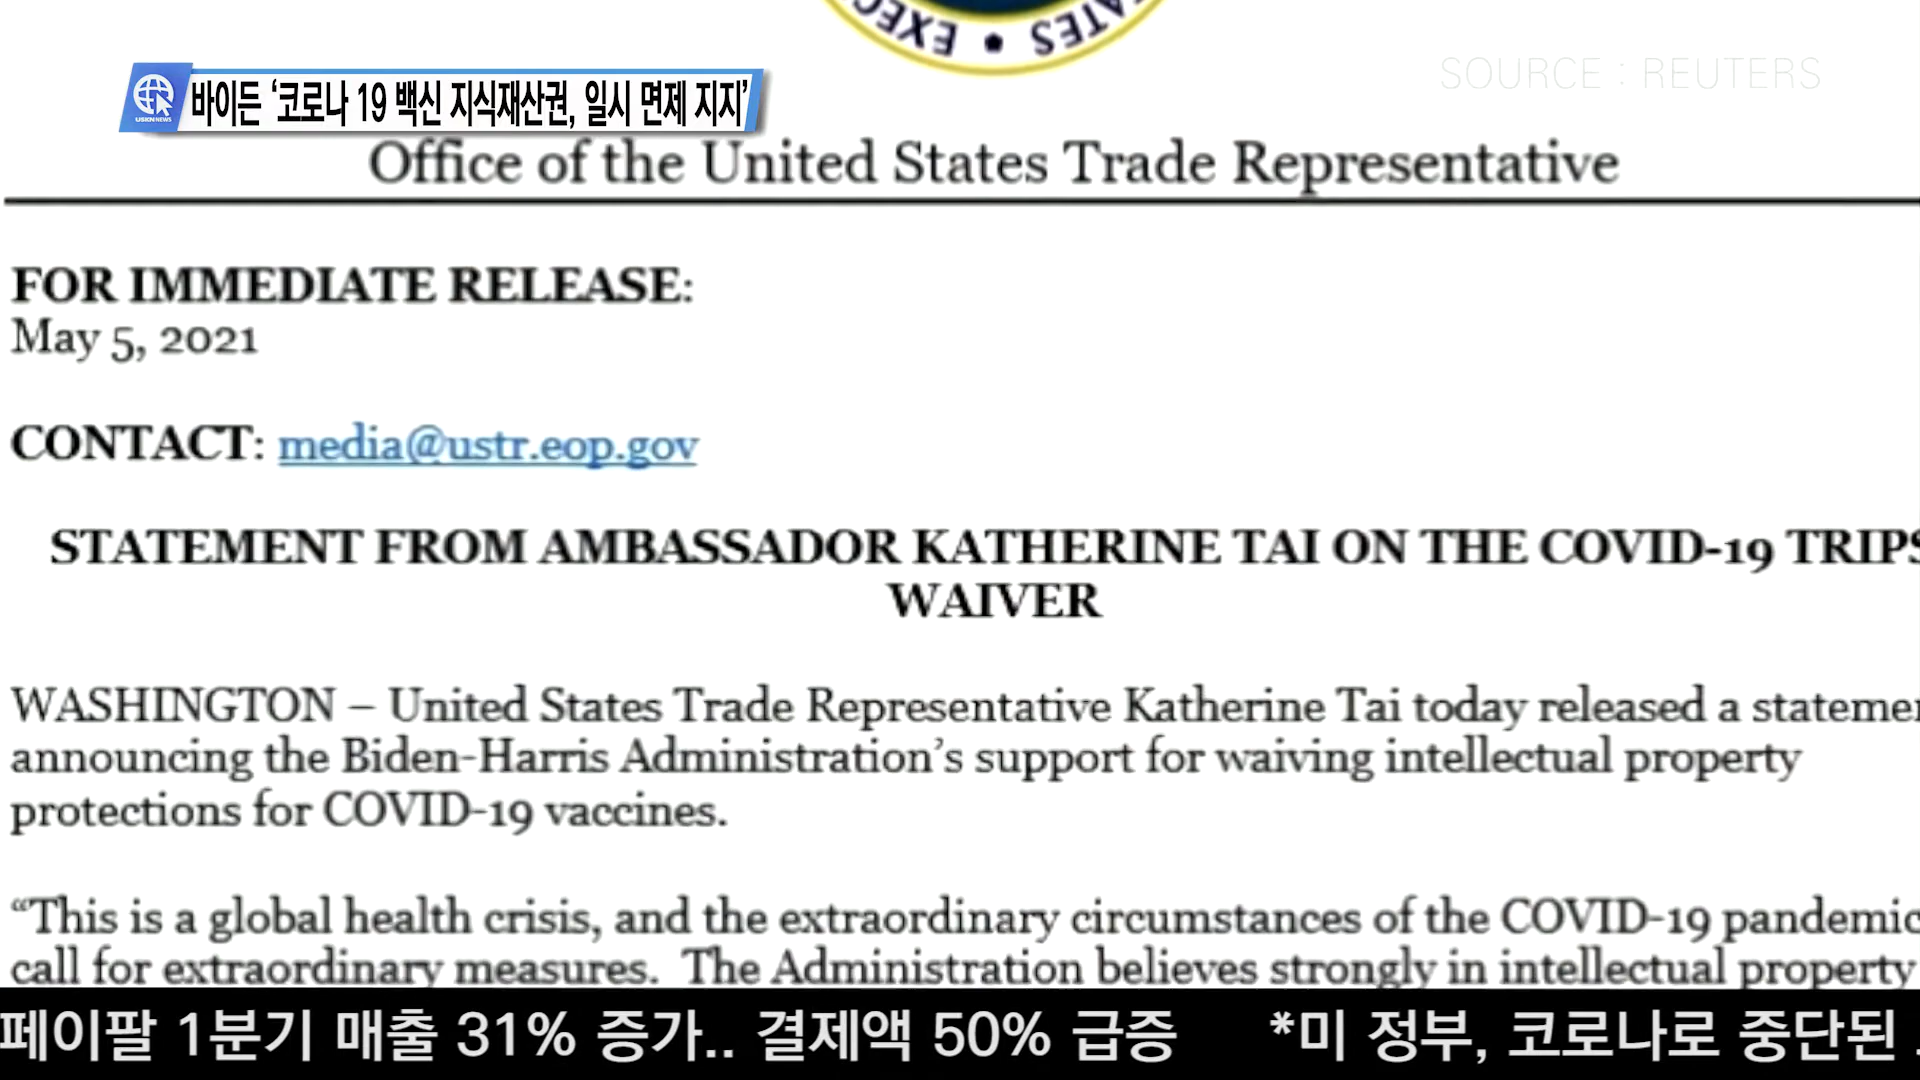 EXEC • STATES
SOURCE : REUTERS
USKN NEWS
바이든 ‘코로나 19 백신 지식재산권, 일시 면제 지지’
Office of the United States Trade Representative
FOR IMMEDIATE RELEASE:
May 5, 2021
CONTACT: media@ustr.eop.gov
STATEMENT FROM AMBASSADOR KATHERINE TAI ON THE COVID-19 TRIPS
WAIVER
WASHINGTON – United States Trade Representative Katherine Tai today released a statemen
announcing the Biden-Harris Administration’s support for waiving intellectual property
protections for COVID-19 vaccines.
“This is a global health crisis, and the extraordinary circumstances of the COVID-19 pandemic
call for extraordinary measures. The Administration believes strongly in intellectual property
페이팔 1분기 매출 31% 증가.. 결제액 50% 급증 *미 정부, 코로나로 중단된